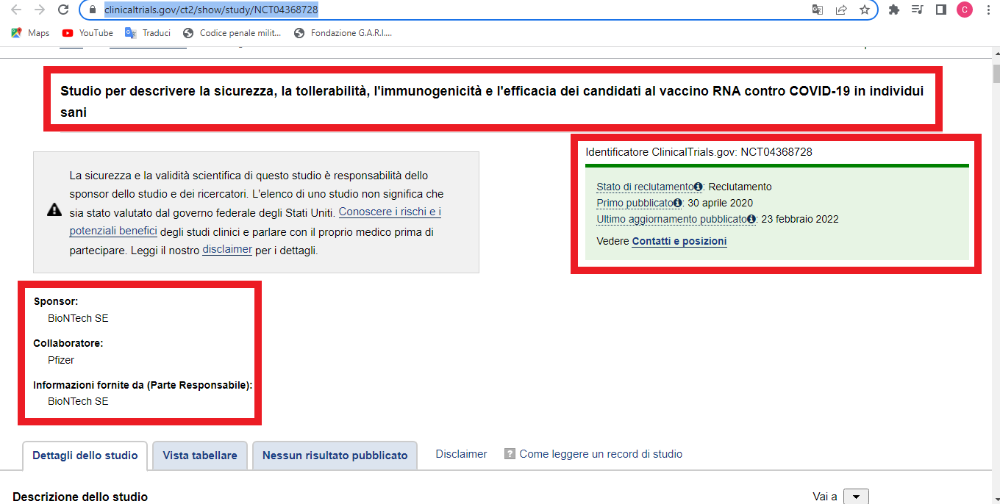 clinicaltrials.gov/ct2/show/study/NCT04368728
C
Maps YouTube Traduci Codice penale milit... Fondazione G.A.R.I....
Studio per descrivere la sicurezza, la tollerabilità, l'immunogenicità e l'efficacia dei candidati al vaccino RNA contro COVID-19 in individui
sani
Identificatore ClinicalTrials.gov: NCT04368728
Stato di reclutamento: Reclutamento
Primo pubblicato: 30 aprile 2020
Ultimo aggiornamento pubblicato: 23 febbraio 2022
Vedere Contatti e posizioni
La sicurezza e la validità scientifica di questo studio è responsabilità dello
sponsor dello studio e dei ricercatori. L'elenco di uno studio non significa che
sia stato valutato dal governo federale degli Stati Uniti. Conoscere i rischi e i
potenziali benefici degli studi clinici e parlare con il proprio medico prima di
partecipare. Leggi il nostro disclaimer per i dettagli.
Sponsor:
BioNTech SE
Collaboratore:
Pfizer
Informazioni fornite da (Parte Responsabile):
BioNTech SE
Dettagli dello studio Vista tabellare Nessun risultato pubblicato Disclaimer ? Come leggere un record di studio
Descrizione dello studio Vai a